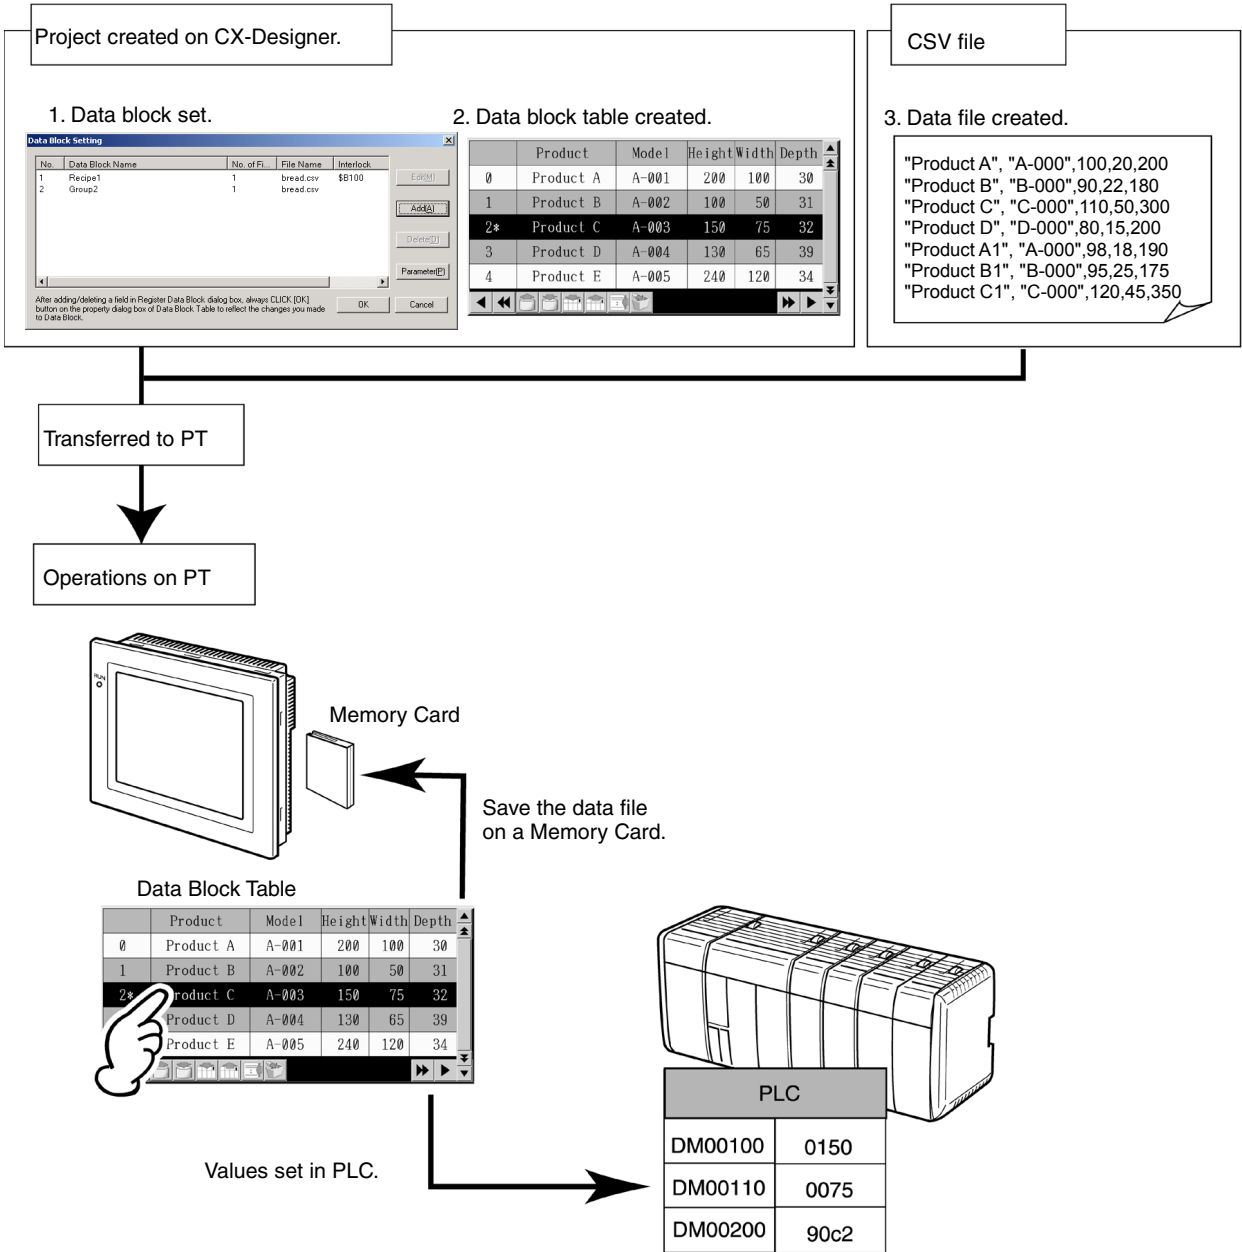 Project created on CX-Designer.
CSV file
1. Data block set.
2. Data block table created.
3. Data file created.
Data Block Setting
No. Data Block Name No. of Fi... File Name Interlock
1 Recipe1 1 bread.csv $B100
2 Group2 1 bread.csv
Edit(M)
Add(A)
Delete(D)
Parameter(P)
After adding/deleting a field in Register Data Block dialog box, always CLICK [OK]
button on the property dialog box of Data Block Table to reflect the changes you made
to Data Block.
OK
Cancel
Product Model Height Width Depth
0 Product A A-001 200 100 30
1 Product B A-002 100 50 31
2* Product C A-003 150 75 32
3 Product D A-004 130 65 39
4 Product E A-005 240 120 34
"Product A", "A-000",100,20,200
"Product B", "B-000",90,22,180
"Product C", "C-000",110,50,300
"Product D", "D-000",80,15,200
"Product A1", "A-000",98,18,190
"Product B1", "B-000",95,25,175
"Product C1", "C-000",120,45,350
Transferred to PT
Operations on PT
RUN
Memory Card
Save the data file
on a Memory Card.
Data Block Table
Product Model Height Width Depth
0 Product A A-001 200 100 30
1 Product B A-002 100 50 31
2* Product C A-003 150 75 32
Product D A-004 130 65 39
Product E A-005 240 120 34
Values set in PLC.
PLC
DM00100 0150
DM00110 0075
DM00200 90c2